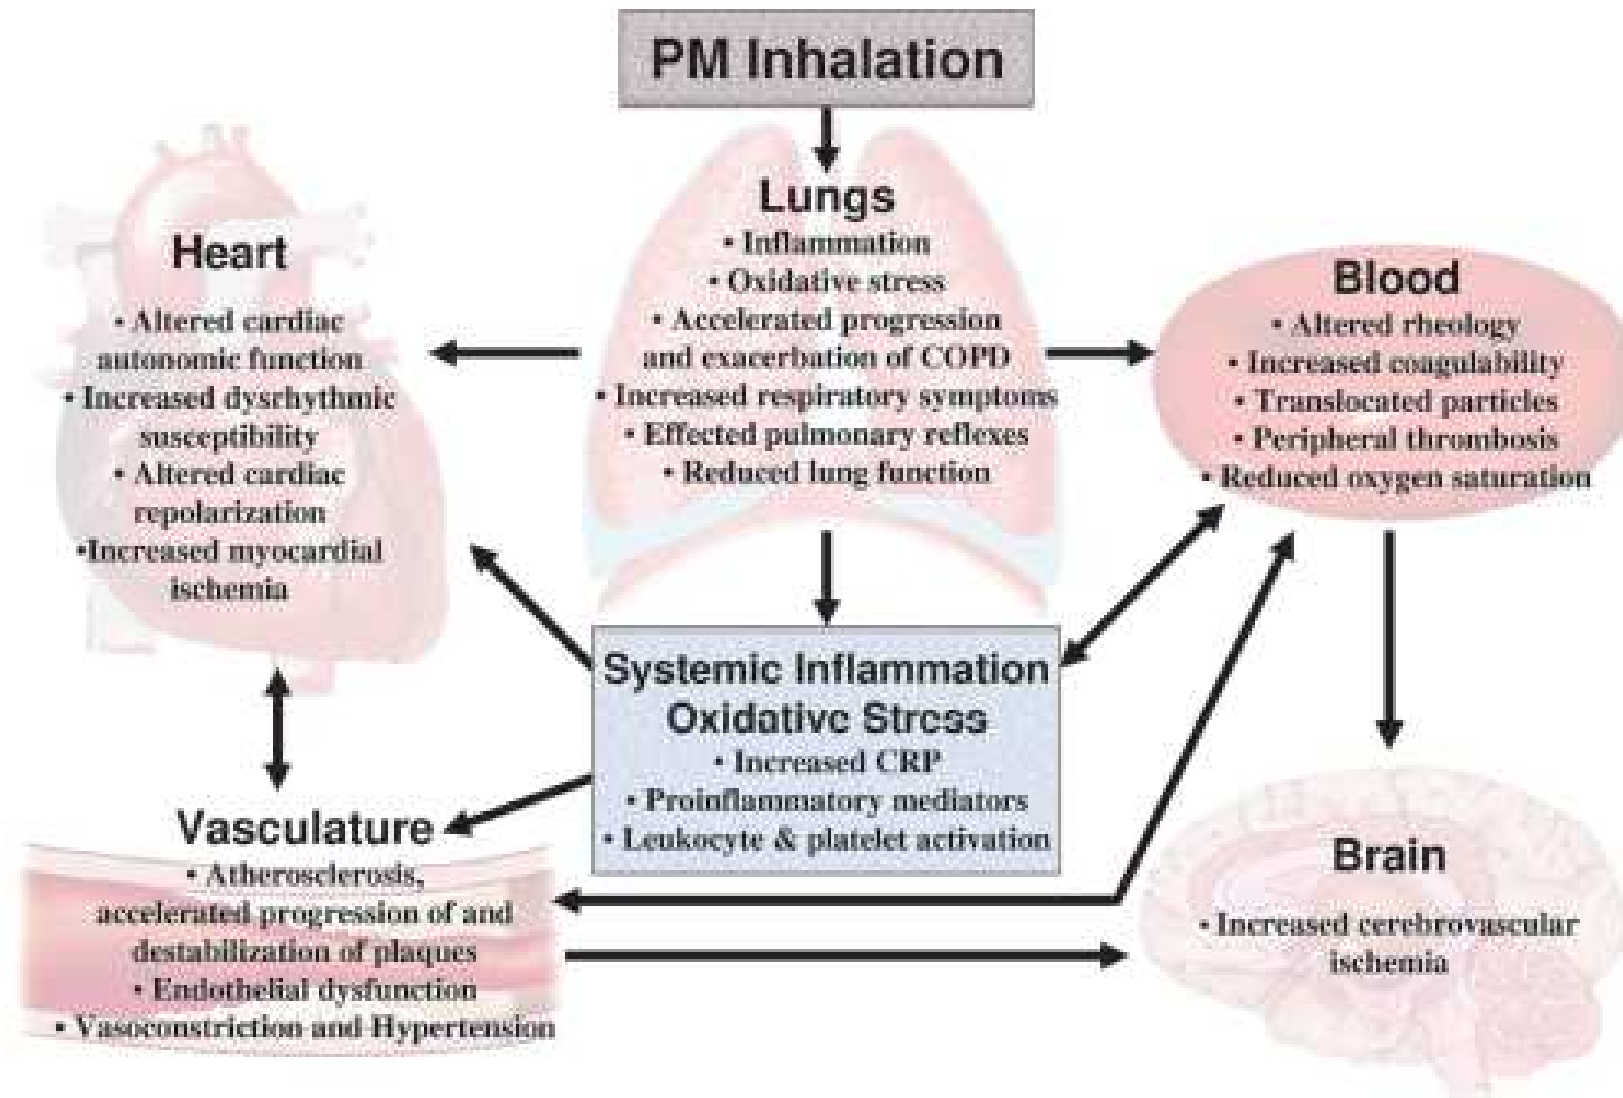 PM Inhalation
Lungs
• Inflammation
• Oxidative stress
• Accelerated progression
and exacerbation of COPD
• Increased respiratory symptoms
• Effected pulmonary reflexes
• Reduced lung function
Heart
• Altered cardiac
autonomic function
• Increased dysrhythmic
susceptibility
• Altered cardiac
repolarization
•Increased myocardial
ischemia
Blood
• Altered rheology
• Increased coagulability
• Translocated particles
• Peripheral thrombosis
• Reduced oxygen saturation
Systemic Inflammation
Oxidative Stress
• Increased CRP
• Proinflammatory mediators
• Leukocyte & platelet activation
Vasculature
• Atherosclerosis,
accelerated progression of and
destabilization of plaques
• Endothelial dysfunction
• Vasoconstriction and Hypertension
Brain
• Increased cerebrovascular
ischemia